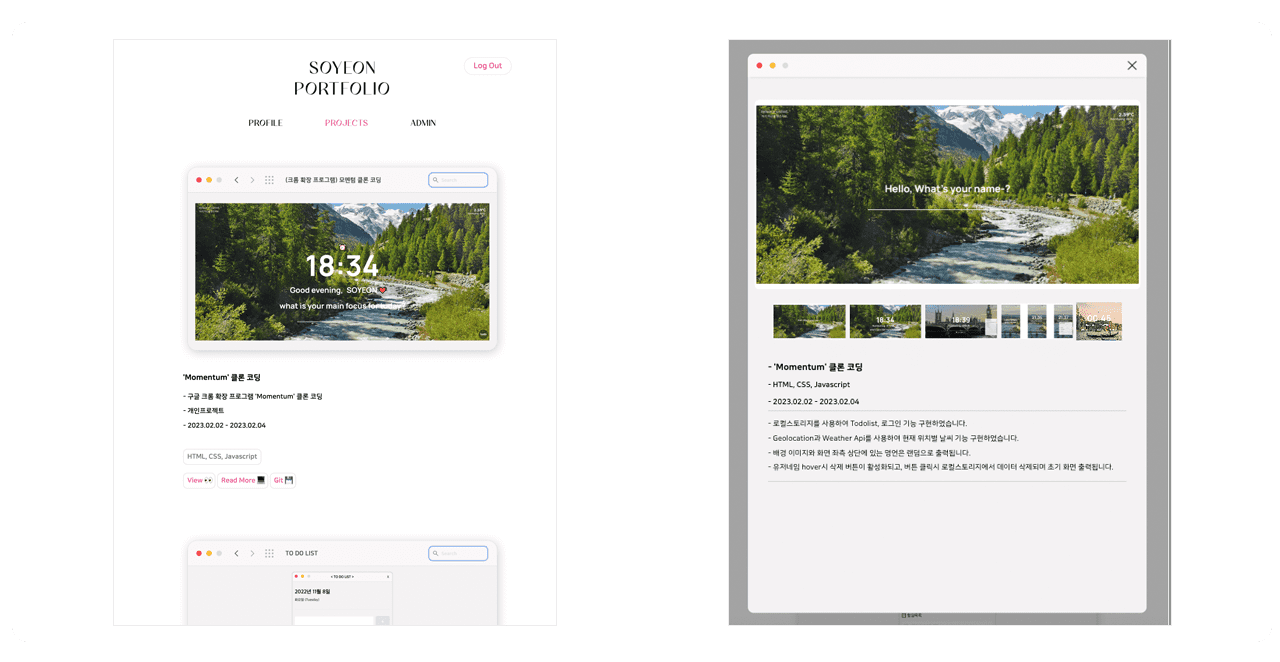 SOYEON
PORTFOLIO
Log Out
PROFILE
PROJECTS
ADMIN
(크롬 확장 프로그램) 모멘텀 클론 코딩
Search
18:34
Good evening, SOYEON❤️
what is your main focus for today?
'Momentum' 클론 코딩
- 구글 크롬 확장 프로그램 'Momentum' 클론 코딩
- 개인프로젝트
- 2023.02.02 - 2023.02.04
HTML, CSS, Javascript
View 👀
Read More 💻
Git 💾
TO DO LIST
Search
< TO DO LIST >
2022년 11월 8일
Hello, What's your name-?
18:34
18:39
00:46
- 'Momentum' 클론 코딩
- HTML, CSS, Javascript
- 2023.02.02 - 2023.02.04
- 로컬스토리지를 사용하여 Todolist, 로그인 기능 구현하였습니다.
- Geolocation과 Weather Api를 사용하여 현재 위치별 날씨 기능 구현하였습니다.
- 배경 이미지와 화면 좌측 상단에 있는 명언은 랜덤으로 출력됩니다.
- 유저네임 hover시 삭제 버튼이 활성화되고, 버튼 클릭시 로컬스토리지에서 데이터 삭제되며 초기 화면 출력됩니다.